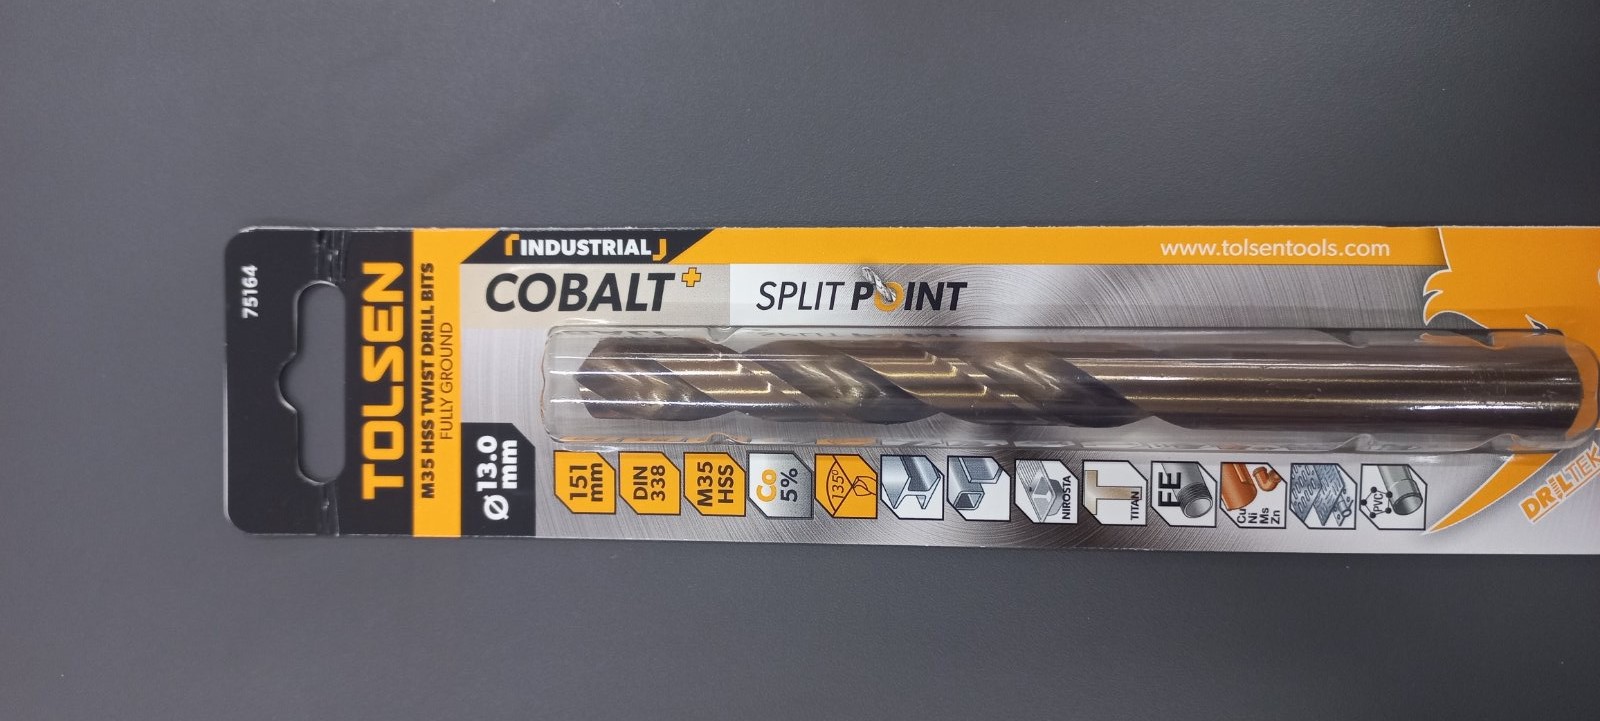 75164
TOLSEN
M35 HSS TWIST DRILL BITS
FULLY GROUND
Ø13.0
mm
INDUSTRIAL
COBALT+
SPLIT POINT
www.tolsentools.com
151
mm
DIN
338
M35
HSS
Co
5%
135°
NIROSTA
TITAN
FE
Cu
Ni
Ms
Zn
PVC
DRILTEK